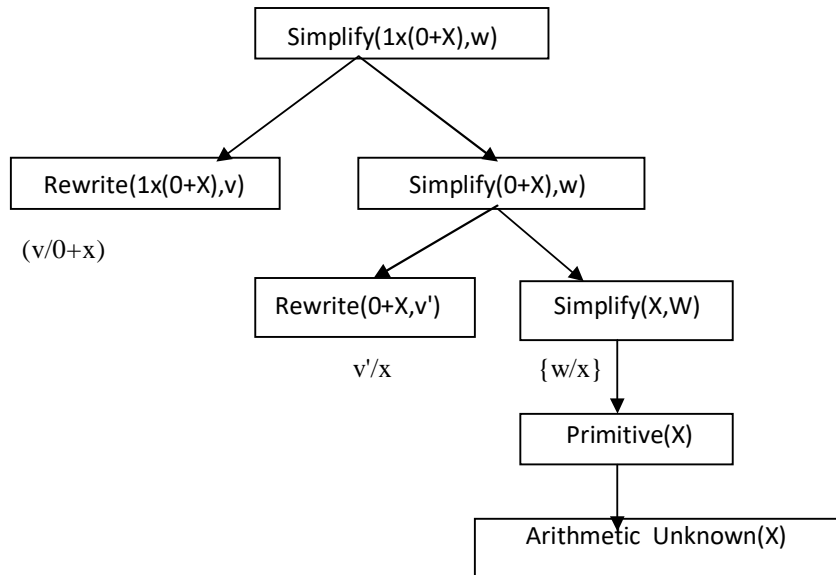 Simplify(1x(0+X),w)
Rewrite(1x(0+X),v)
Simplify(0+X),w)
(v/0+x)
Rewrite(0+X,v')
Simplify(X,W)
v'/x
{w/x}
Primitive(X)
Arithmetic Unknown(X)